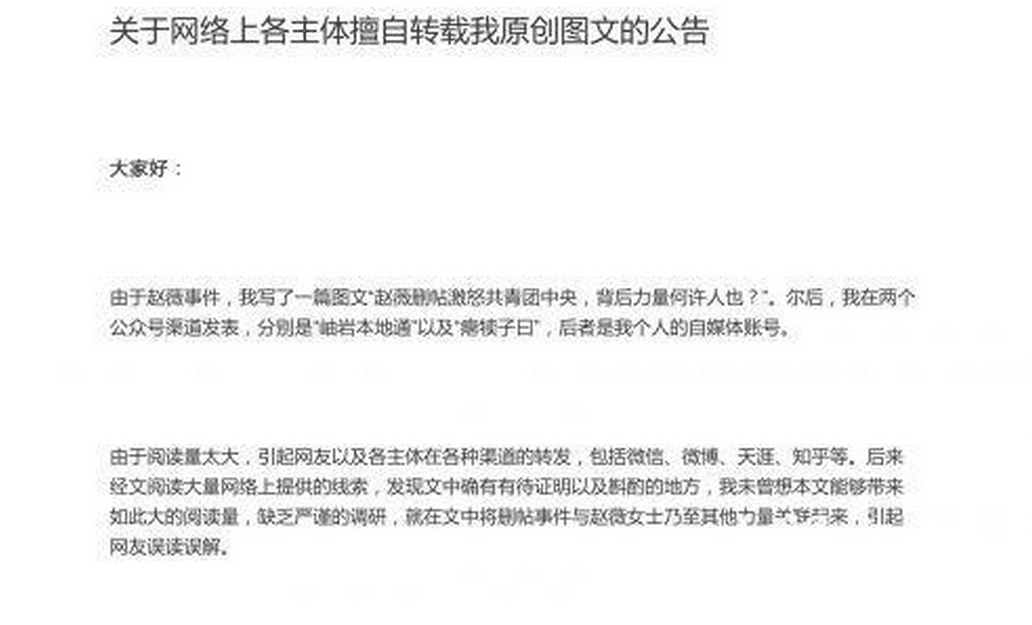 关于网络上各主体擅自转载我原创图文的公告
大家好：
由于赵薇事件，我写了一篇图文“赵薇删帖激怒共青团中央，背后力量何许人也？”。尔后，我在两个
公众号渠道发表，分别是“岫岩本地通”以及“瘪犊子曰”，后者是我个人的自媒体账号。
由于阅读量太大，引起网友以及各主体在各种渠道的转发，包括微信、微博、天涯、知乎等。后来
经文阅读大量网络上提供的线索，发现文中确有有待证明以及斟酌的地方，我未曾想本文能够带来
如此大的阅读量，缺乏严谨的调研，就在文中将删帖事件与赵薇女士乃至其他力量关联起来，引起
网友误读误解。